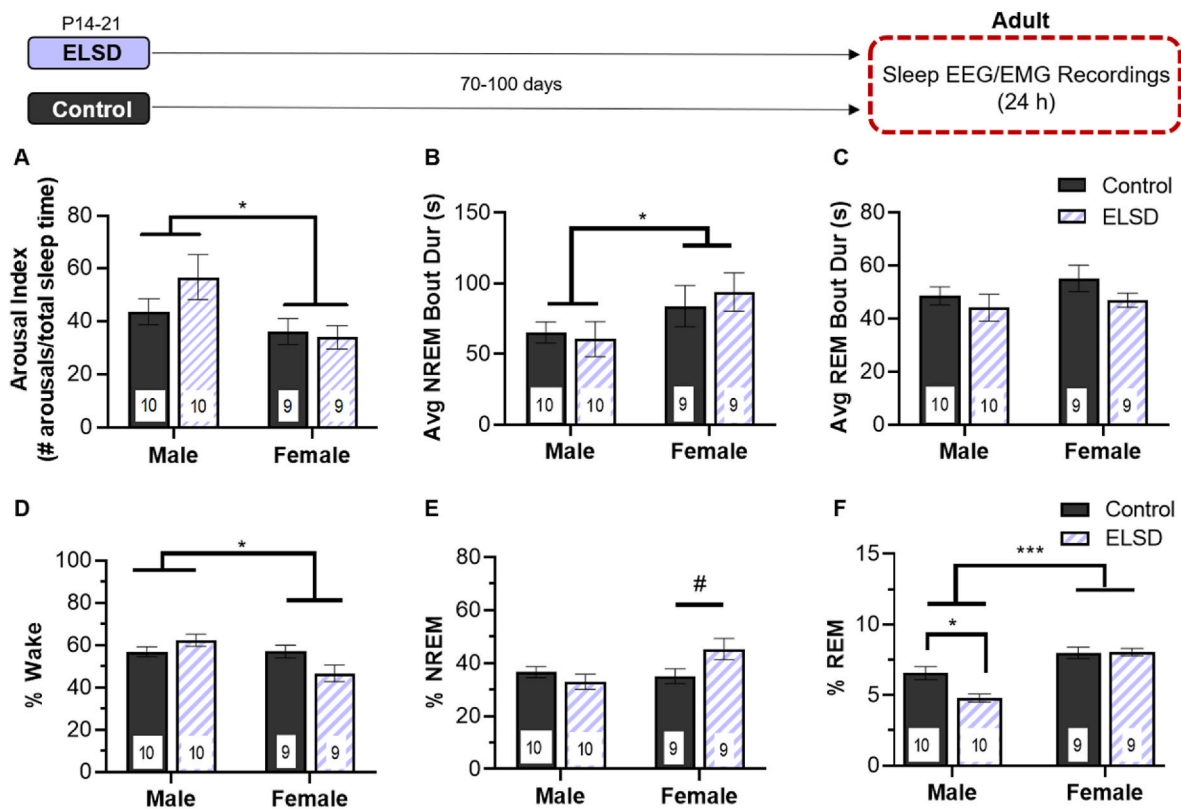 P14-21
ELSD
Control
70-100 days
Adult
Sleep EEG/EMG Recordings
(24 h)
A
Arousal Index
(# arousals/total sleep time)
80
60
40
20
0
*
10
10
9
9
Male
Female
B
Avg NREM Bout Dur (s)
150
100
50
0
*
10
10
9
9
Male
Female
C
Avg REM Bout Dur (s)
80
60
40
20
0
Control
ELSD
10
10
9
9
Male
Female
D
% Wake
100
80
60
40
20
0
*
10
10
9
9
Male
Female
E
% NREM
80
60
40
20
0
#
10
10
9
9
Male
Female
F
% REM
15
10
5
0
Control
ELSD
***
*
10
10
9
9
Male
Female